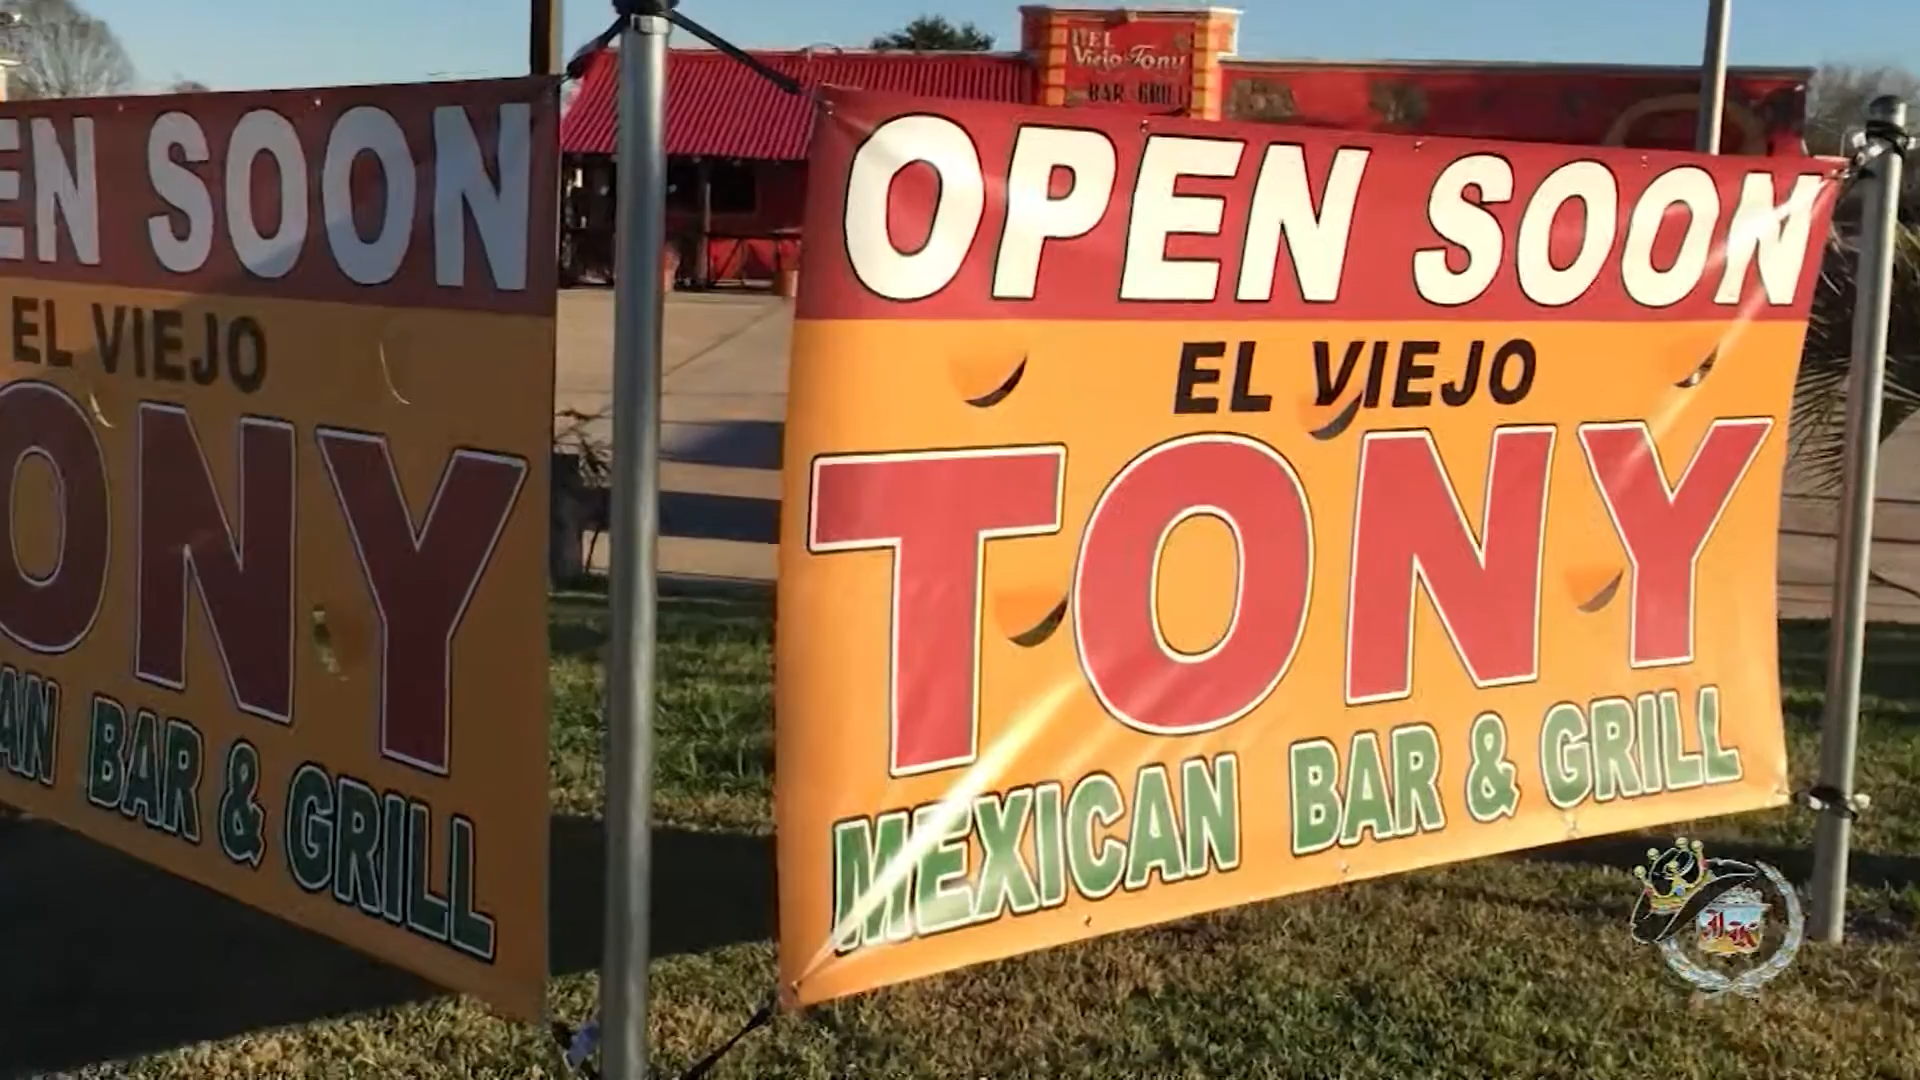 EL
Viejo Tony
BAR GRILL
EN SOON
EL VIEJO
ONY
AN BAR & GRILL
OPEN SOON
EL VIEJO
TONY
MEXICAN BAR & GRILL